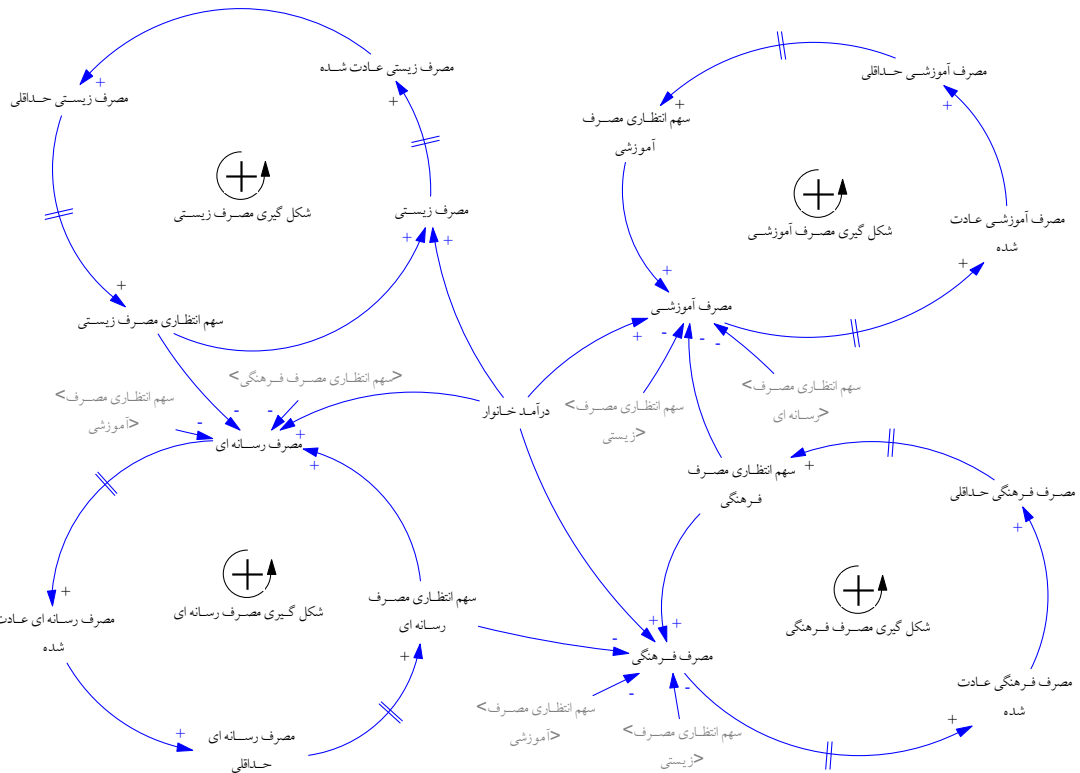 مصرف زیستی عادت شده
مصرف زیستی حداقلی
شکل گیری مصرف زیستی
مصرف زیستی
سهم انتظاری مصرف زیستی
مصرف آموزشی حداقلی
سهم انتظاری مصرف
آموزشی
شکل گیری مصرف آموزشی
مصرف آموزشی عادت
شده
مصرف آموزشی
<سهم انتظاری مصرف
رسانه ای>
<سهم انتظاری مصرف
زیستی>
درآمد خانوار
<سهم انتظاری مصرف فرهنگی>
<سهم انتظاری مصرف
آموزشی>
مصرف رسانه ای
سهم انتظاری مصرف
رسانه ای
شکل گیری مصرف رسانه ای
مصرف رسانه ای عادت
شده
مصرف رسانه ای
حداقلی
سهم انتظاری مصرف
فرهنگی
مصرف فرهنگی حداقلی
شکل گیری مصرف فرهنگی
مصرف فرهنگی
مصرف فرهنگی عادت
شده
<سهم انتظاری مصرف
آموزشی>
<سهم انتظاری مصرف
زیستی>